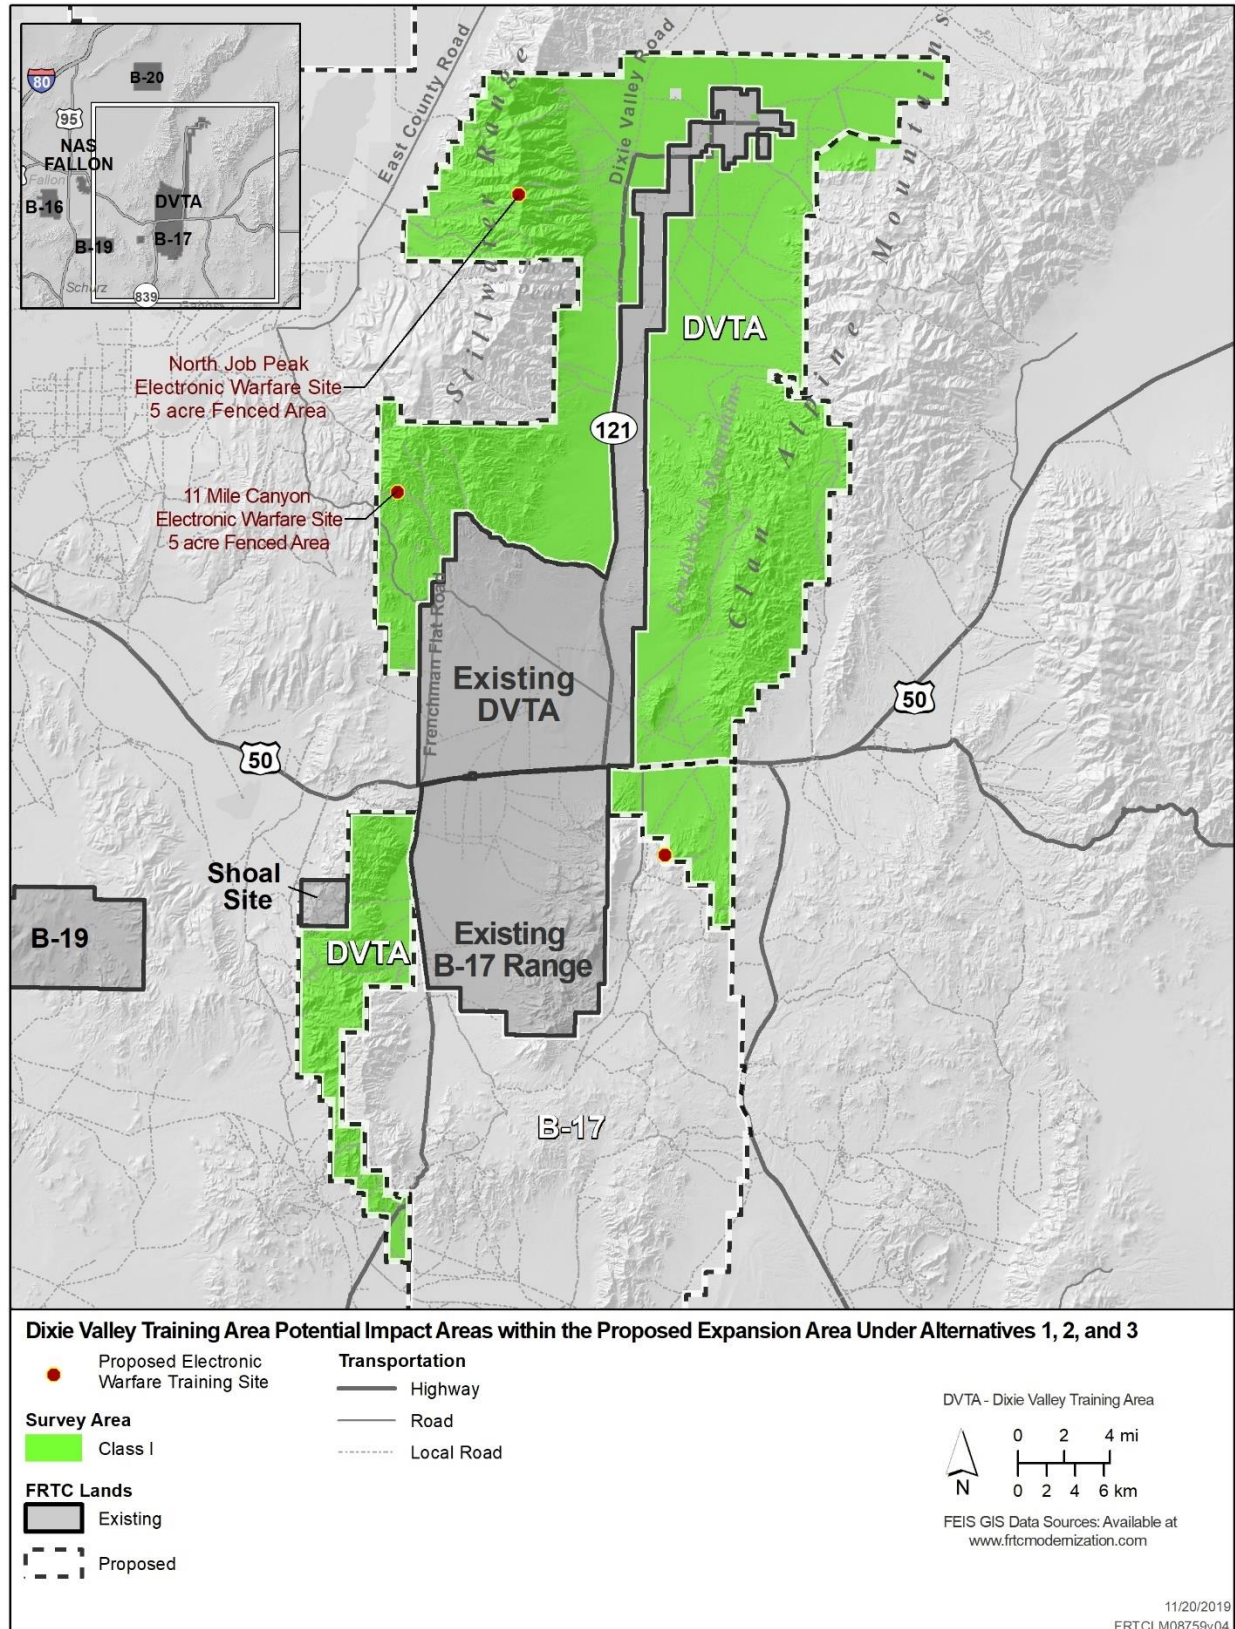 80
B-20
95
NAS
FALLON
Fallon
B-16
DVTA
B-19
B-17
Schurz
839
Gabbs
East County Road
Dixie Valley Road
Stillwater Range
Clan Alpine Mountains
Louderback Mountains
DVTA
North Job Peak
Electronic Warfare Site
5 acre Fenced Area
121
11 Mile Canyon
Electronic Warfare Site
5 acre Fenced Area
Frenchman Flat Road
Existing
DVTA
50
50
Shoal
Site
B-19
DVTA
Existing
B-17 Range
B-17
Dixie Valley Training Area Potential Impact Areas within the Proposed Expansion Area Under Alternatives 1, 2, and 3
Proposed Electronic
Warfare Training Site
Survey Area
Class I
FRTC Lands
Existing
Proposed
Transportation
Highway
Road
Local Road
DVTA - Dixie Valley Training Area
N
0 2 4 mi
0 2 4 6 km
FEIS GIS Data Sources: Available at
www.frtcmodernization.com
11/20/2019
FRTCLM08759v04